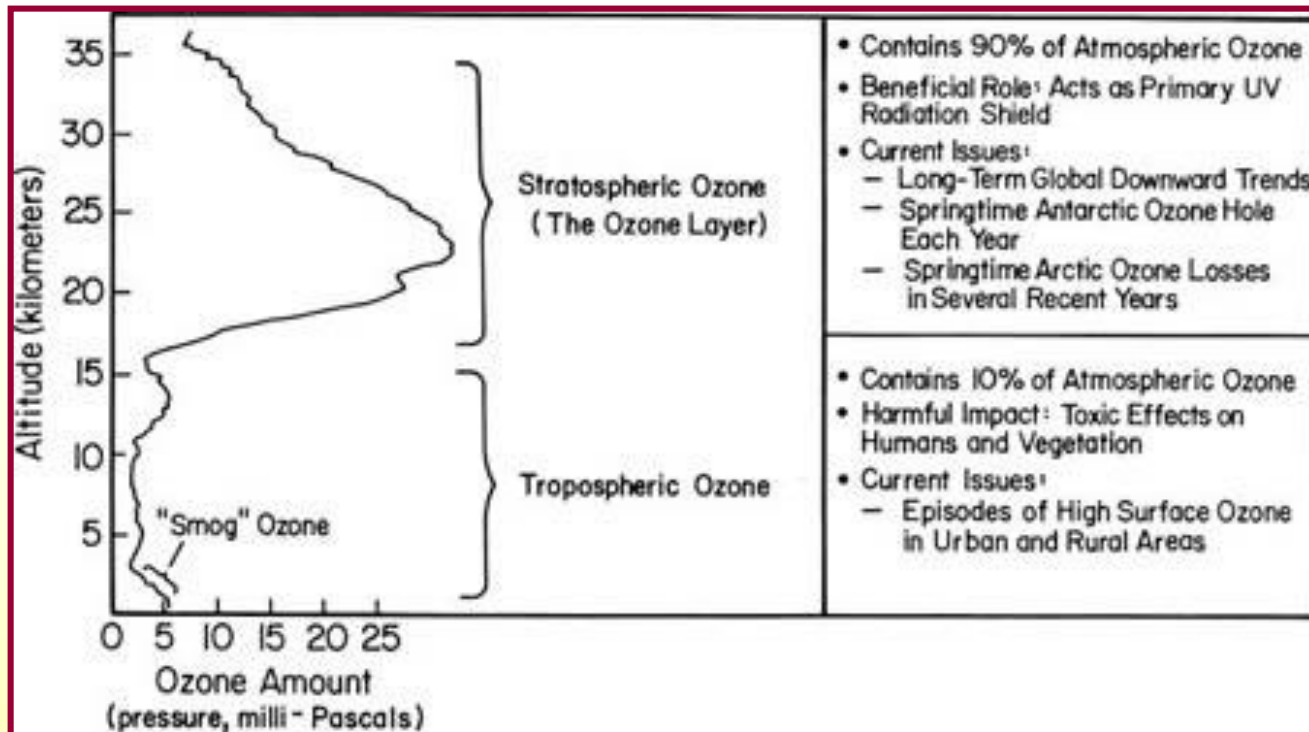 35
30
25
20
15
10
5
Altitude (kilometers)
0 5 10 15 20 25
Ozone Amount
(pressure, milli-Pascals)
"Smog" Ozone
Stratospheric Ozone
(The Ozone Layer)
Tropospheric Ozone
• Contains 90% of Atmospheric Ozone
• Beneficial Role: Acts as Primary UV
Radiation Shield
• Current Issues:
– Long-Term Global Downward Trends
– Springtime Antarctic Ozone Hole
Each Year
– Springtime Arctic Ozone Losses
in Several Recent Years
• Contains 10% of Atmospheric Ozone
• Harmful Impact: Toxic Effects on
Humans and Vegetation
• Current Issues:
– Episodes of High Surface Ozone
in Urban and Rural Areas